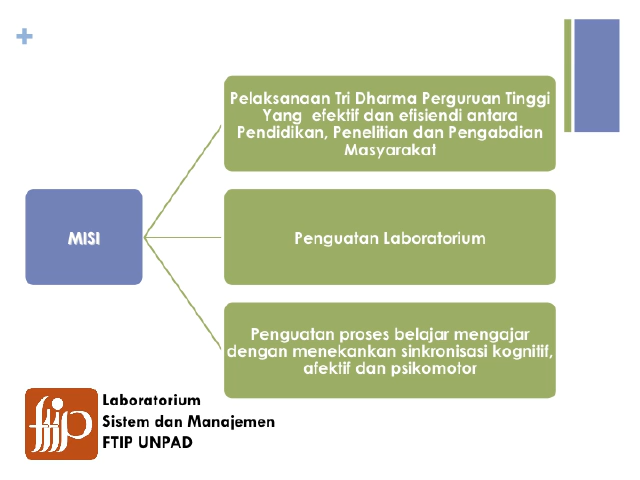 +
Pelaksanaan Tri Dharma Perguruan Tinggi
Yang efektif dan efisiendi antara
Pendidikan, Penelitian dan Pengabdian
Masyarakat
MISI
Penguatan Laboratorium
Penguatan proses belajar mengajar
dengan menekankan sinkronisasi kognitif,
afektif dan psikomotor
ftip
Laboratorium
Sistem dan Manajemen
FTIP UNPAD